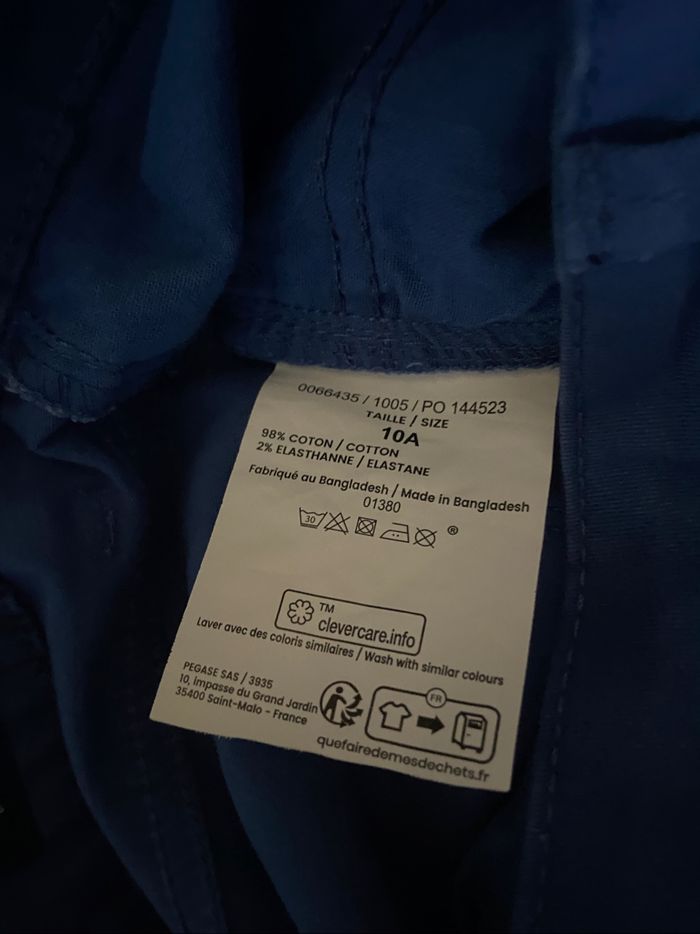 0066435 / 1005 / PO 144523
TAILLE / SIZE
10A
98% COTON / COTTON
2% ELASTHANNE / ELASTANE
Fabriqué au Bangladesh / Made in Bangladesh
01380
30
®
TM
clevercare.info
Laver avec des coloris similaires / Wash with similar colours
PEGASE SAS / 3935
10, impasse du Grand Jardin
35400 Saint-Malo - France
FR
quefairedemesdechets.fr